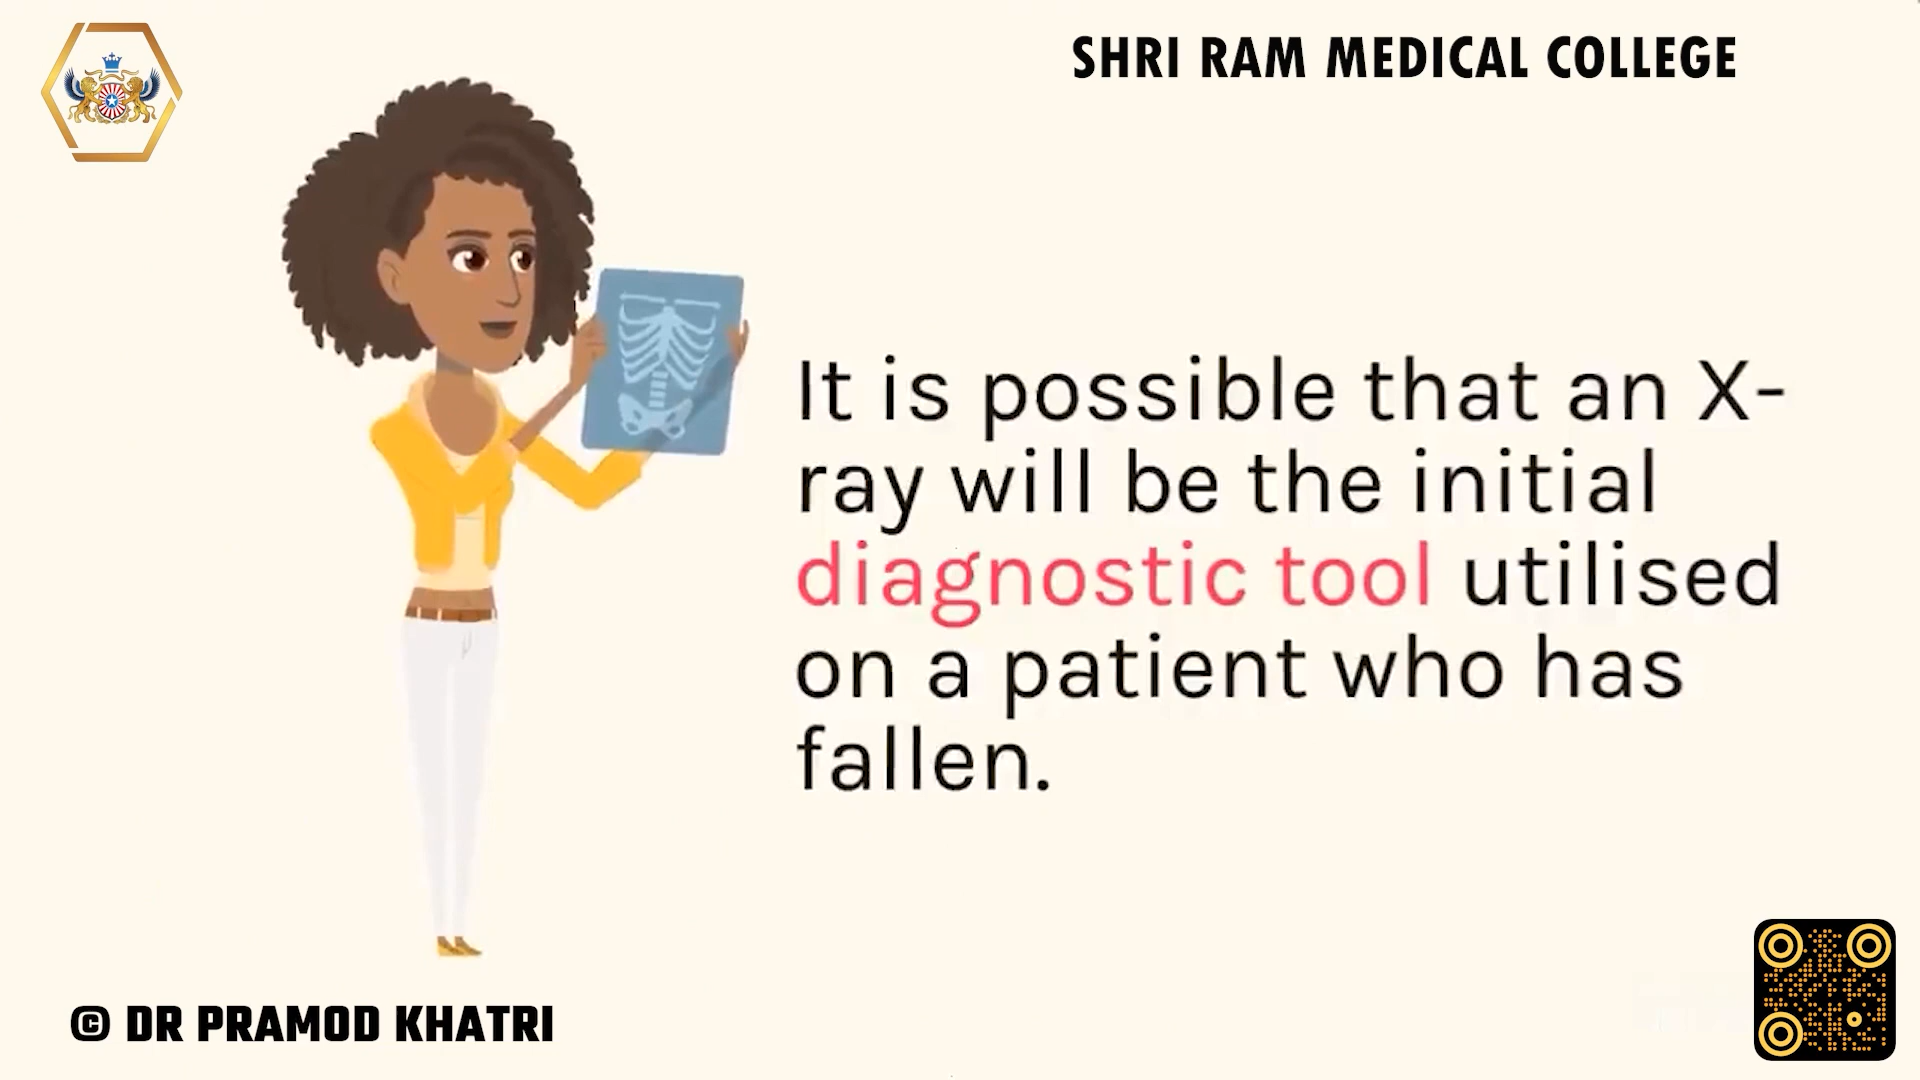 SHRI RAM MEDICAL COLLEGE
It is possible that an X-
ray will be the initial
diagnostic tool utilised
on a patient who has
fallen.
© DR PRAMOD KHATRI